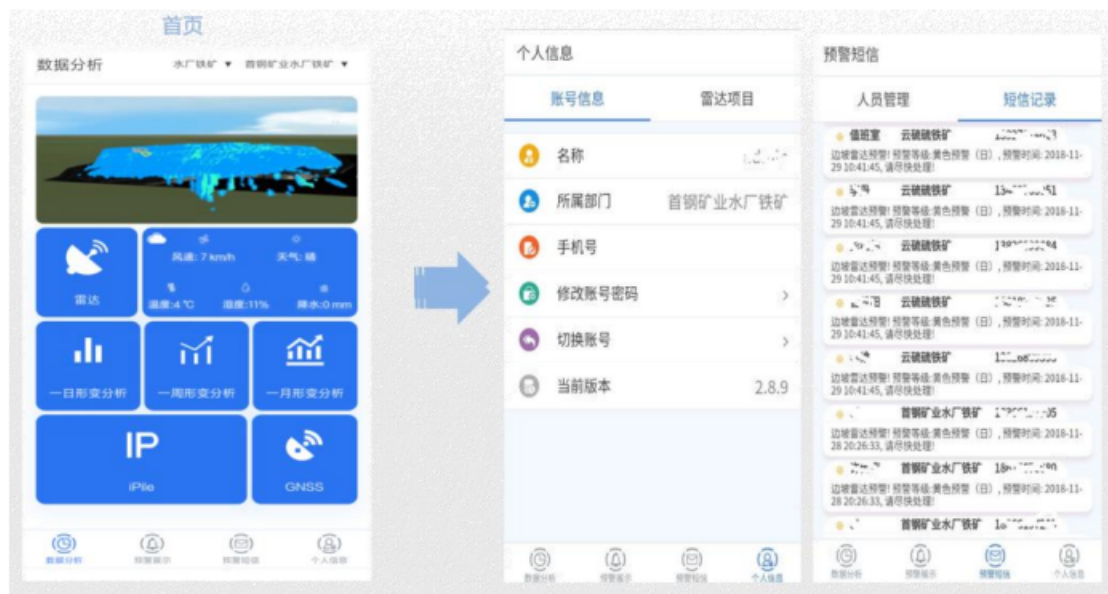 首页
数据分析 水厂铁矿 ▼ 首钢矿业水厂铁矿 ▼
风速: 7 km/h 天气: 晴
雷达
温度:4 ℃ 湿度:11% 降水:0 mm
一日形变分析 一周形变分析 一月形变分析
IP
iPile GNSS
数据分析 预警展示 预警短信 个人信息
个人信息
账号信息 雷达项目
名称
所属部门 首钢矿业水厂铁矿
手机号
修改账号密码 >
切换账号 >
当前版本 2.8.9
数据分析 预警展示 预警短信 个人信息
预警短信
人员管理 短信记录
值班室 云硫硫铁矿
边坡雷达预警! 预警等级:黄色预警（日）, 预警时间: 2018-11-
29 10:41:45, 请尽快处理!
云硫硫铁矿
边坡雷达预警! 预警等级:黄色预警（日）, 预警时间: 2018-11-
29 10:41:45, 请尽快处理!
云硫硫铁矿
边坡雷达预警! 预警等级:黄色预警（日）, 预警时间: 2018-11-
29 10:41:45, 请尽快处理!
云硫硫铁矿
边坡雷达预警! 预警等级:黄色预警（日）, 预警时间: 2018-11-
29 10:41:45, 请尽快处理!
云硫硫铁矿
边坡雷达预警! 预警等级:黄色预警（日）, 预警时间: 2018-11-
29 10:41:45, 请尽快处理!
首钢矿业水厂铁矿
边坡雷达预警! 预警等级:黄色预警（日）, 预警时间: 2018-11-
28 20:26:33, 请尽快处理!
首钢矿业水厂铁矿
边坡雷达预警! 预警等级:黄色预警（日）, 预警时间: 2018-11-
28 20:26:33, 请尽快处理!
首钢矿业水厂铁矿
数据分析 预警展示 预警短信 个人信息